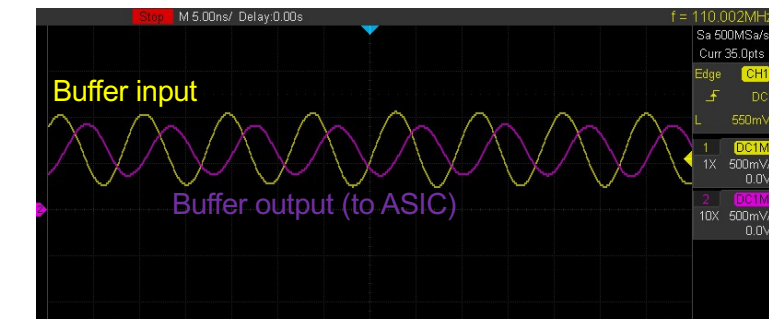 Stop M 5.00ns/ Delay:0.00s f = 110.002MHz
Sa 500MSa/s
Curr 35.0pts
Edge CH1
DC
L 550mV
1 DC1M
1X 500mV/
0.0V
2 DC1M
10X 500mV/
0.0V
Buffer input
Buffer output (to ASIC)
2